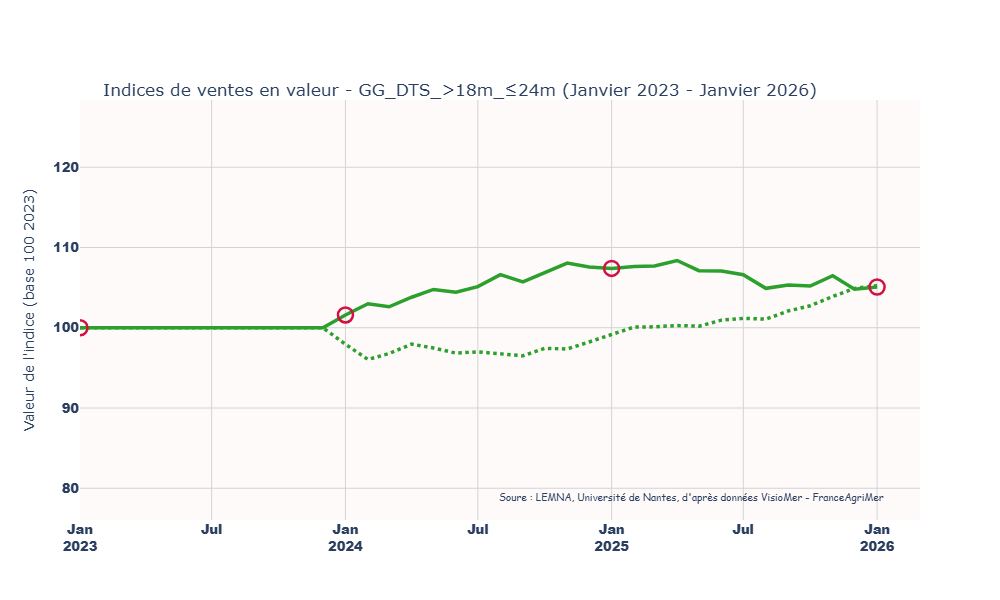 Indices de ventes en valeur - GG_DTS_>18m_≤24m (Janvier 2023 - Janvier 2026)
Valeur de l'indice (base 100 2023)
120
110
100
90
80
Soure : LEMNA, Université de Nantes, d'après données VisioMer - FranceAgriMer
Jan Jul Jan Jul Jan Jul Jan
2023 2024 2025 2026